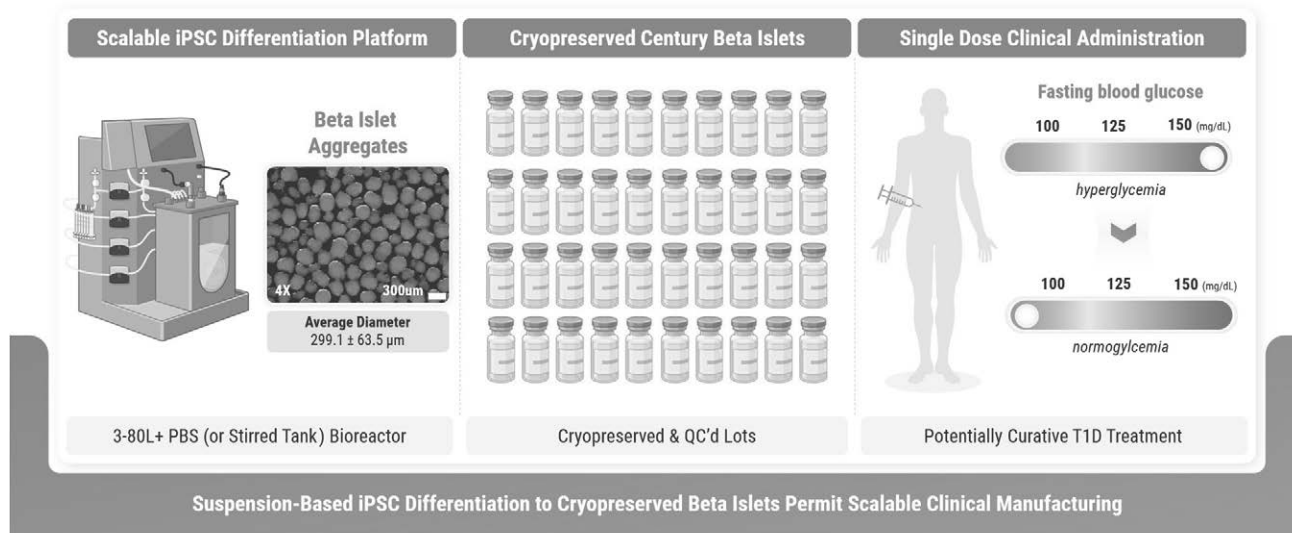 Scalable iPSC Differentiation Platform
Beta Islet
Aggregates
4X
300um
Average Diameter
299.1 ± 63.5 µm
3-80L+ PBS (or Stirred Tank) Bioreactor
Cryopreserved Century Beta Islets
Cryopreserved & QC'd Lots
Single Dose Clinical Administration
Fasting blood glucose
100 125 150 (mg/dL)
hyperglycemia
100 125 150 (mg/dL)
normogylcemia
Potentially Curative T1D Treatment
Suspension-Based iPSC Differentiation to Cryopreserved Beta Islets Permit Scalable Clinical Manufacturing